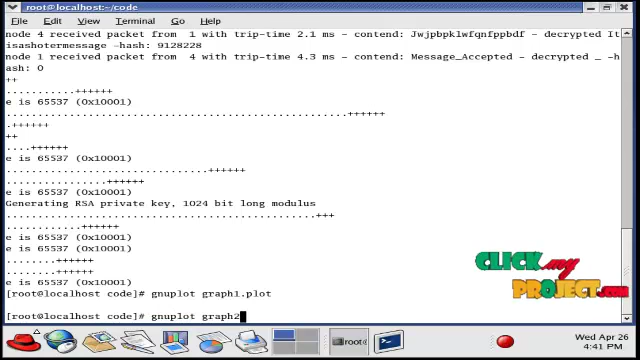 root@localhost:~/code
File Edit View Terminal Tabs Help
node 4 received packet from  1 with trip-time 2.1 ms - contend: Jwjpbpklwfqnfppbdf - decrypted It
isashotermessage -hash: 9128228
node 1 received packet from  4 with trip-time 4.3 ms - contend: Message_Accepted - decrypted _ -h
ash: 0
++
...........++++++
e is 65537 (0x10001)
......................................................++++++
.++++++
++
....++++++
e is 65537 (0x10001)
....................................++++++
.................++++++
e is 65537 (0x10001)
Generating RSA private key, 1024 bit long modulus
.................................................+++
............++++++
e is 65537 (0x10001)
e is 65537 (0x10001)
........++++++
........++++++
e is 65537 (0x10001)
[root@localhost code]# gnuplot graph1.plot
[root@localhost code]# gnuplot graph2
CLICK my
PROJECT.com
root@
Wed Apr 26
4:41 PM